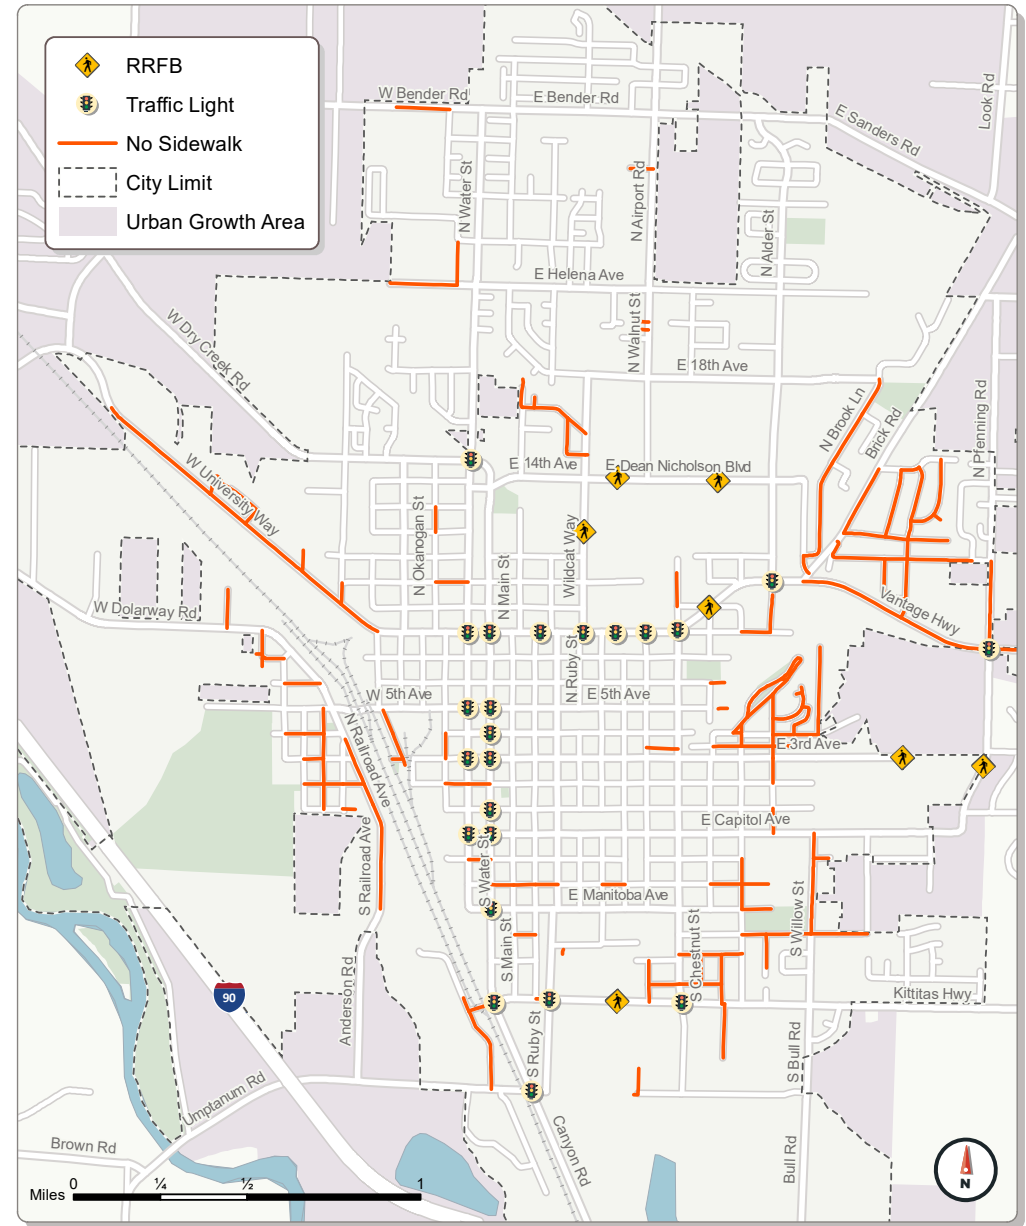 RRFB
Traffic Light
No Sidewalk
City Limit
Urban Growth Area
W Bender Rd
E Bender Rd
E Sanders Rd
Look Rd
N Water St
N Airport Rd
N Alder St
E Helena Ave
W Dry Creek Rd
N Walnut St
E 18th Ave
N Brook Ln
Brick Rd
N Pfenning Rd
E 14th Ave
E Dean Nicholson Blvd
W University Way
N Okanogan St
N Main St
Wildcat Way
W Dolarway Rd
Vantage Hwy
N Ruby St
W 5th Ave
E 5th Ave
N Railroad Ave
E 3rd Ave
E Capitol Ave
S Railroad Ave
S Water St
E Manitoba Ave
S Willow St
S Main St
S Chestnut St
Anderson Rd
90
Kittitas Hwy
S Ruby St
S Bull Rd
Umptanum Rd
Canyon Rd
Brown Rd
Bull Rd
Miles 0 ¼ ½ 1
N